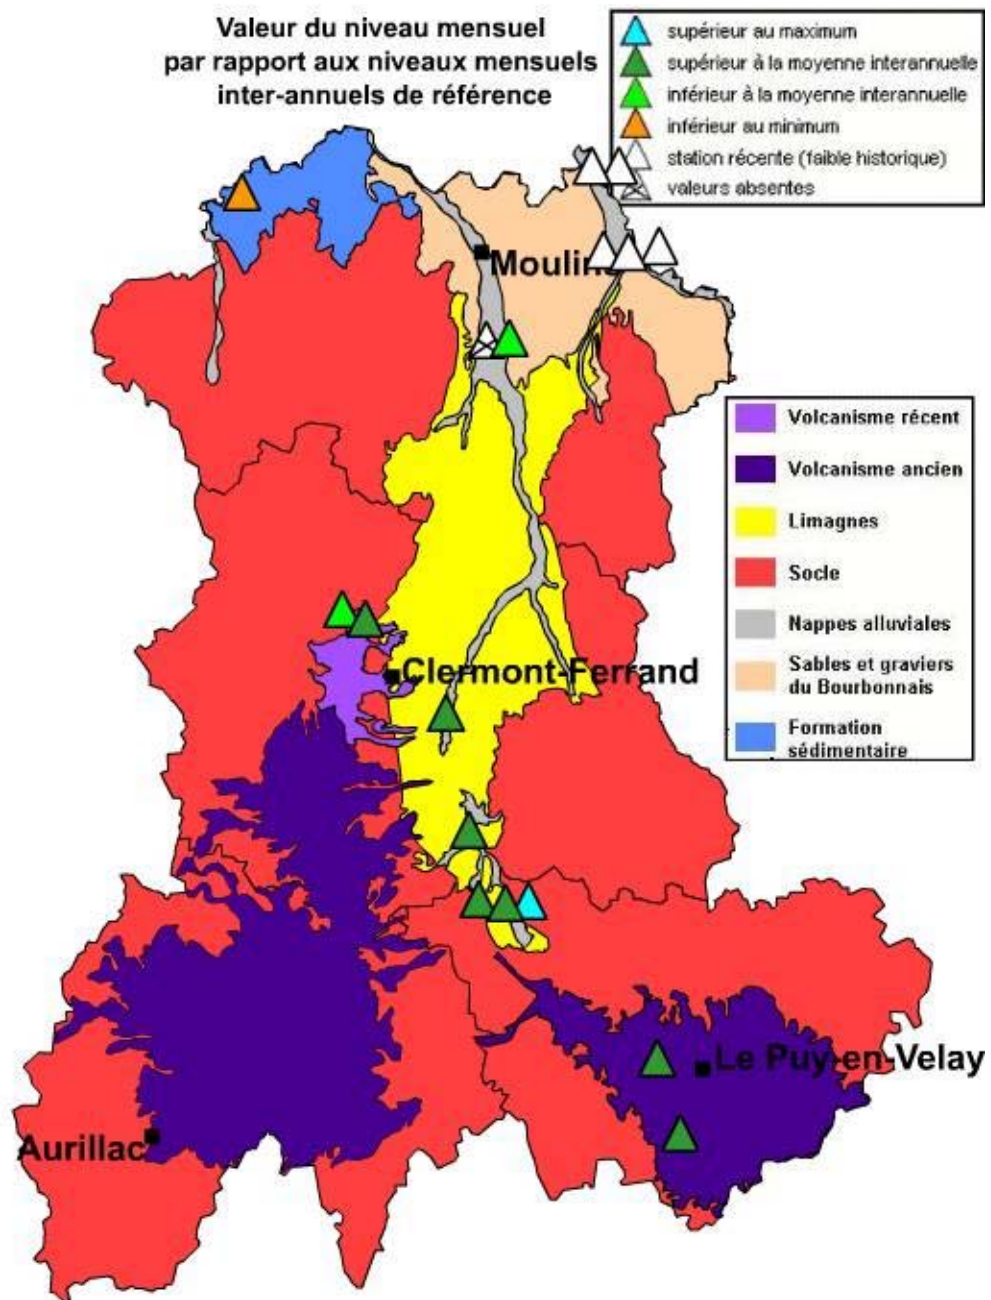 Valeur du niveau mensuel
par rapport aux niveaux mensuels
inter-annuels de référence
supérieur au maximum
supérieur à la moyenne interannuelle
inférieur à la moyenne interannuelle
inférieur au minimum
station récente (faible historique)
valeurs absentes
Moulins
Volcanisme récent
Volcanisme ancien
Limagnes
Socle
Nappes alluviales
Sables et graviers
du Bourbonnais
Formation
sédimentaire
Clermont-Ferrand
Le Puy-en-Velay
Aurillac